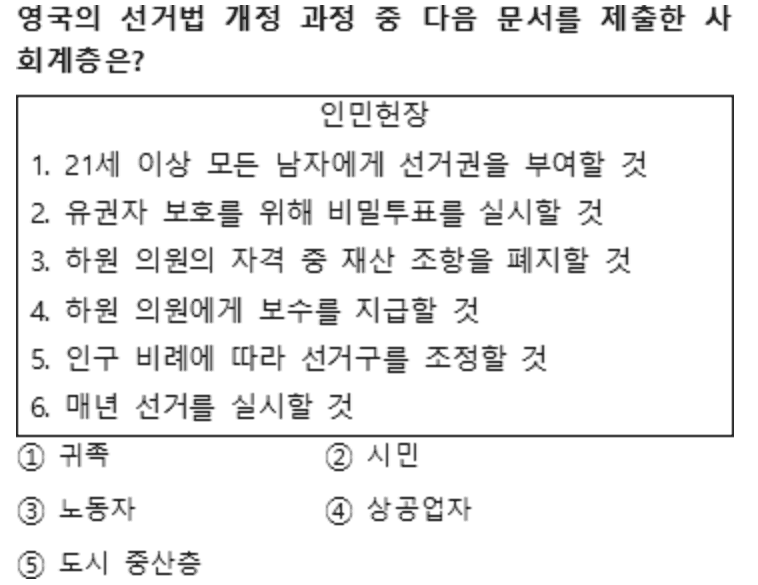 영국의 선거법 개정 과정 중 다음 문서를 제출한 사
회계층은?
인민헌장
1. 21세 이상 모든 남자에게 선거권을 부여할 것
2. 유권자 보호를 위해 비밀투표를 실시할 것
3. 하원 의원의 자격 중 재산 조항을 폐지할 것
4. 하원 의원에게 보수를 지급할 것
5. 인구 비례에 따라 선거구를 조정할 것
6. 매년 선거를 실시할 것
① 귀족 ② 시민
③ 노동자 ④ 상공업자
⑤ 도시 중산층